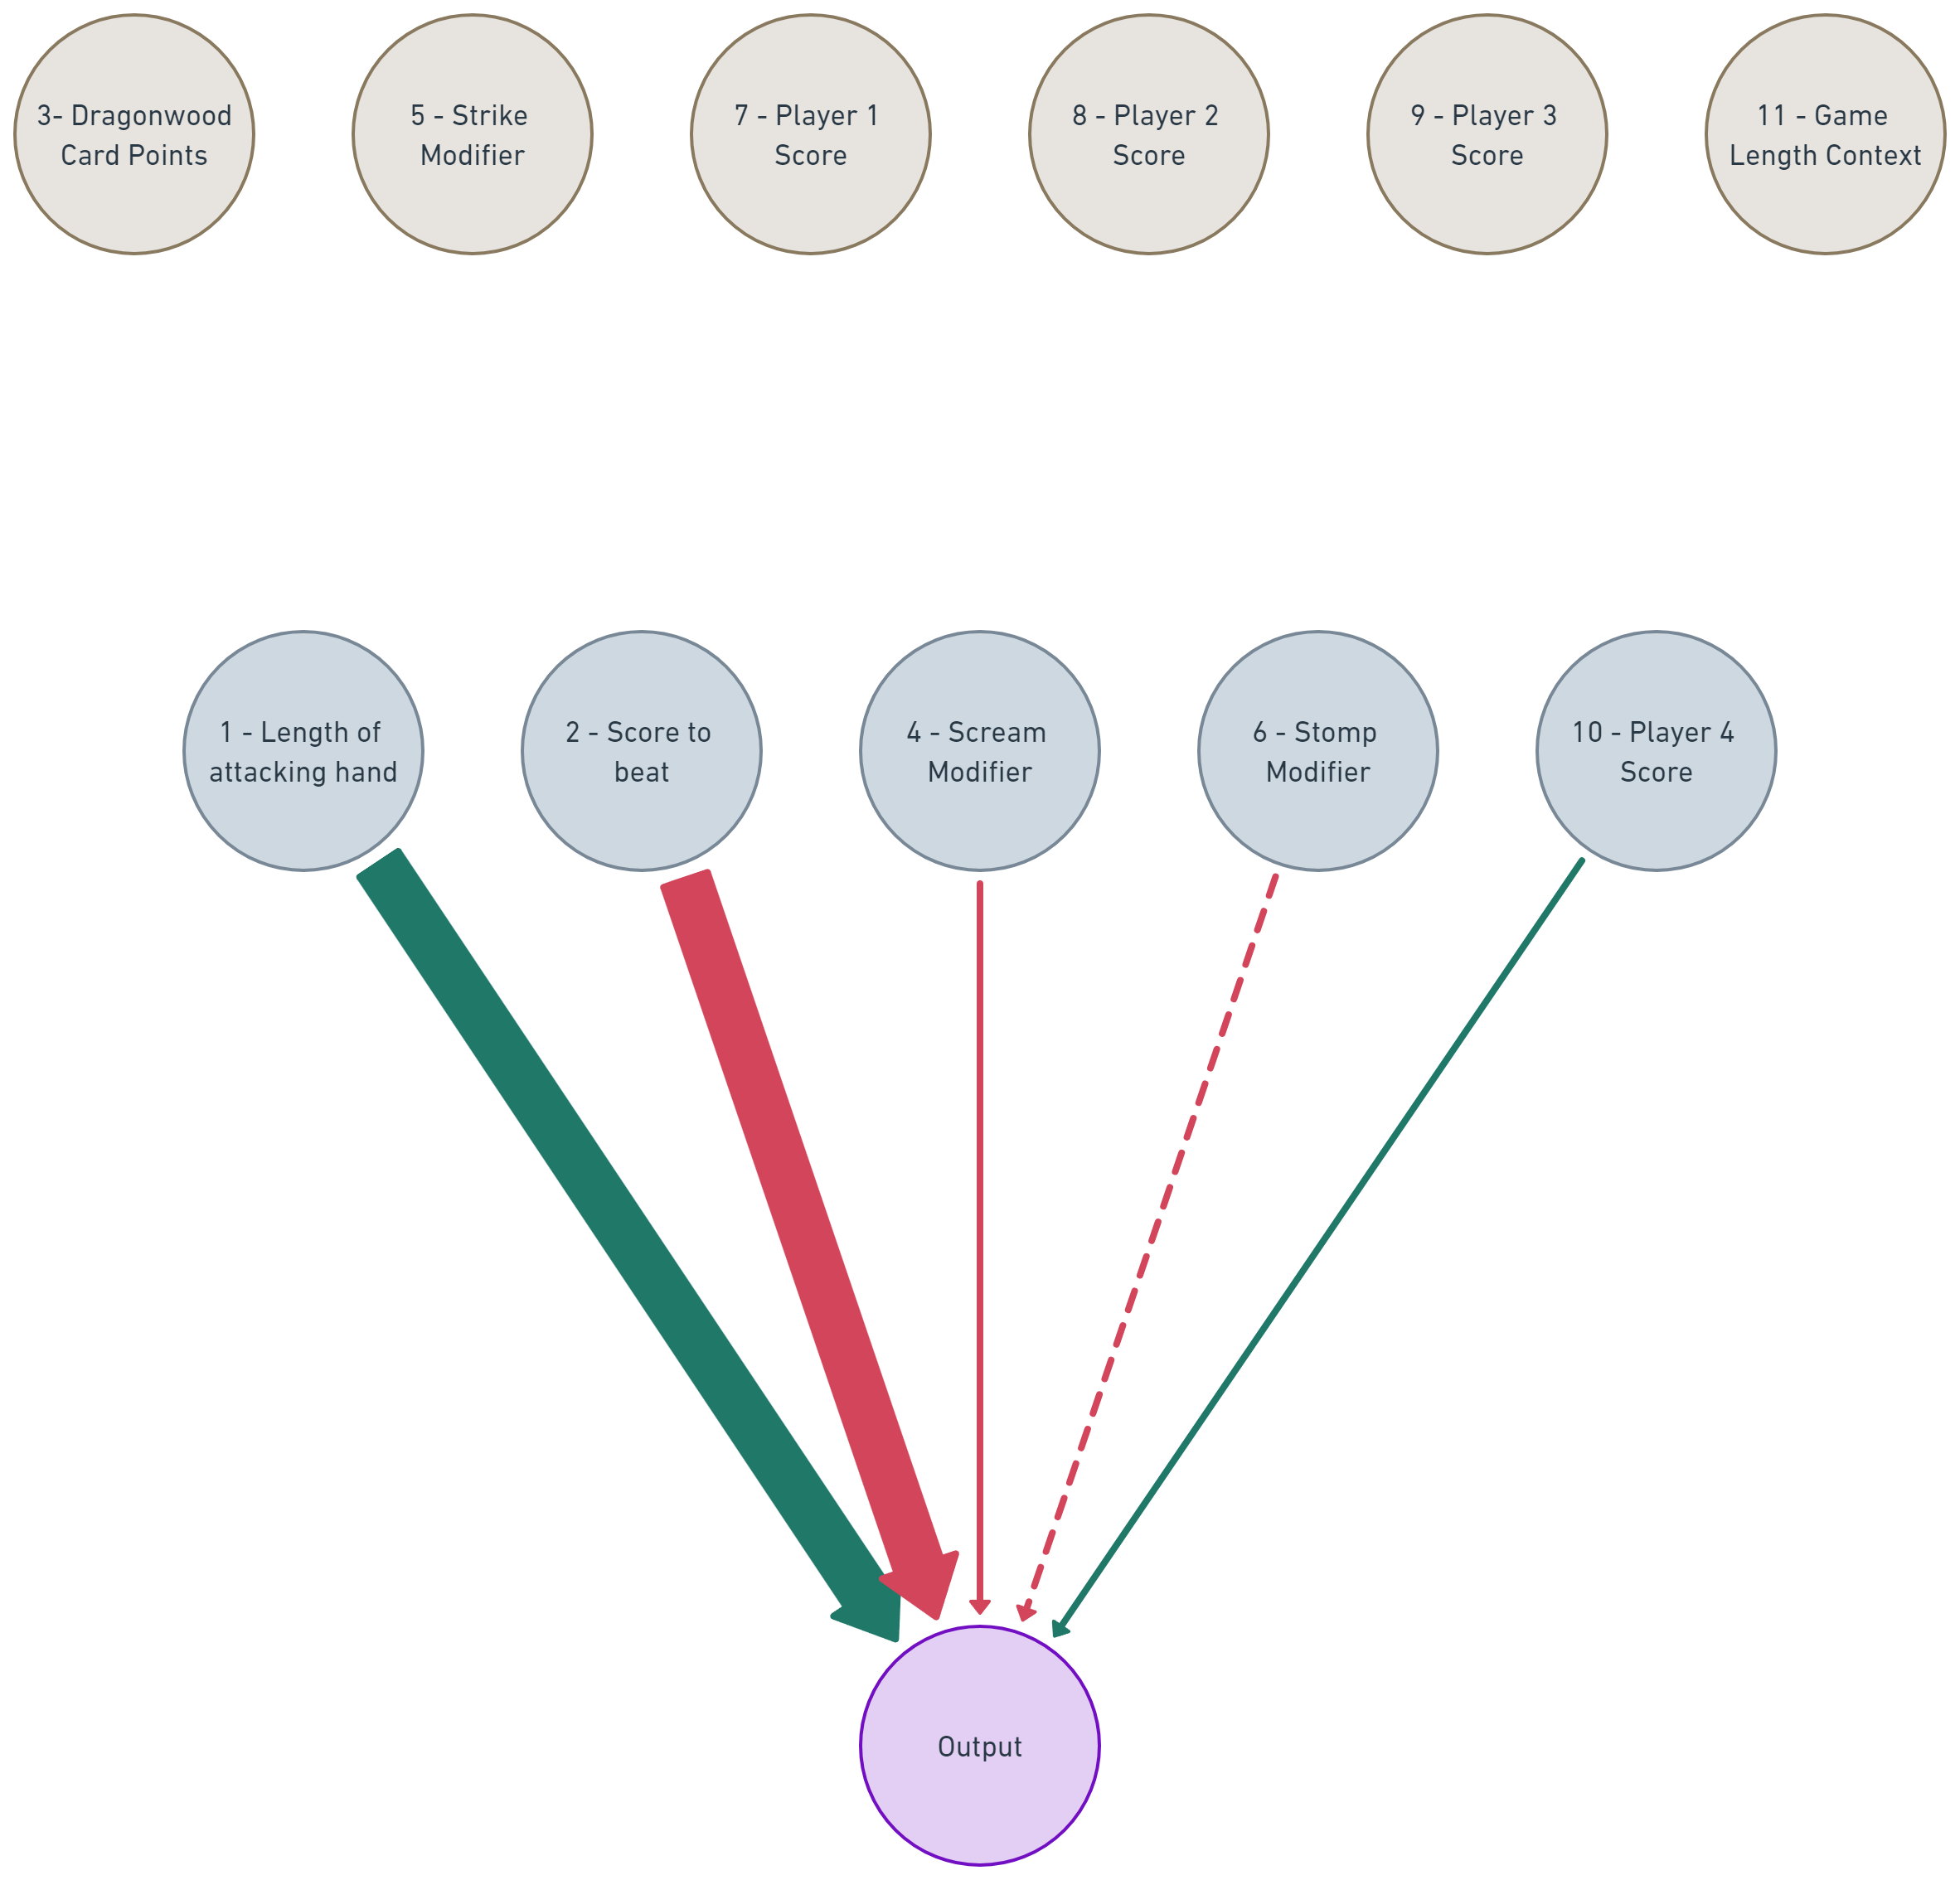 3- Dragonwood
Card Points
5 - Strike
Modifier
7 - Player 1
Score
8 - Player 2
Score
9 - Player 3
Score
11 - Game
Length Context
1 - Length of
attacking hand
2 - Score to
beat
4 - Scream
Modifier
6 - Stomp
Modifier
10 - Player 4
Score
Output